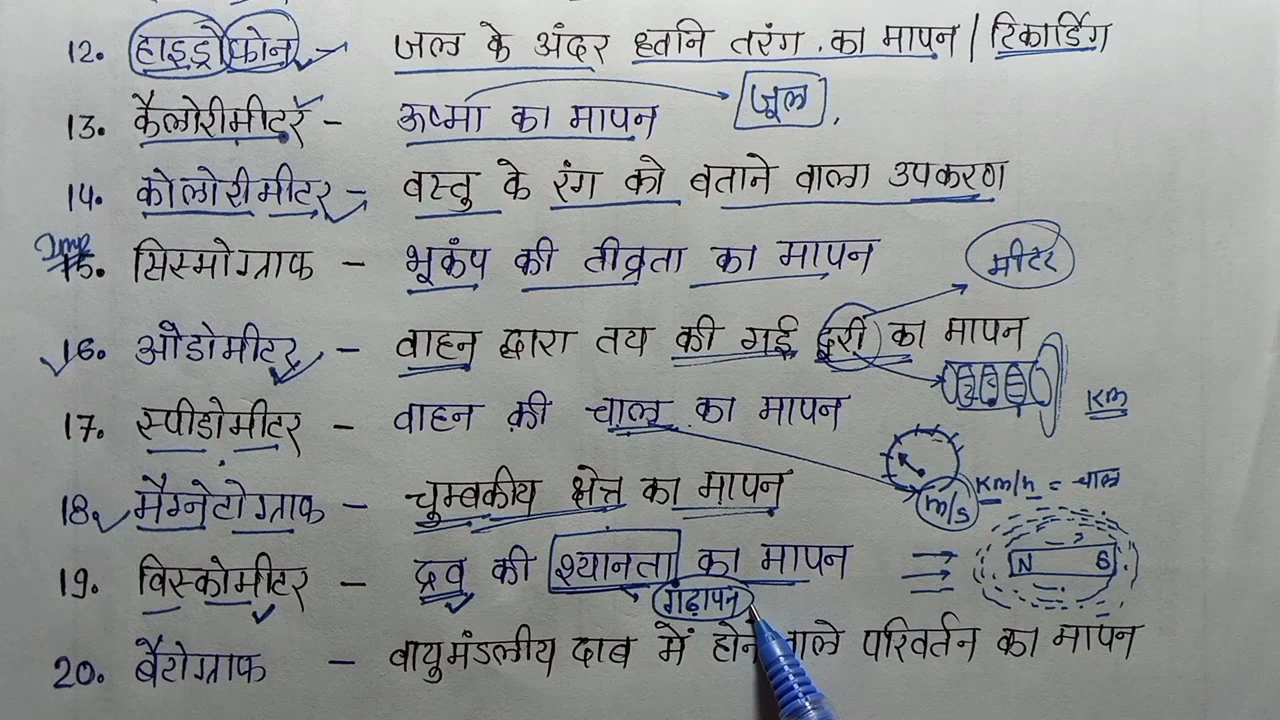 12. हाइड्रोफोन - जल के अंदर ध्वनि तरंग का मापन / रिकार्डिंग
13. कैलोरीमीटर - ऊष्मा का मापन जूल
14. कोलोरीमीटर - वस्तु के रंग को बताने वाला उपकरण
Imp 15. सिस्मोग्राफ - भूकंप की तीव्रता का मापन मीटर
16. ओडोमीटर - वाहन द्वारा तय की गई दूरी का मापन
Km
17. स्पीडोमीटर - वाहन की चाल का मापन
Km/h = चाल
m/s
18. मैग्नेटोग्राफ - चुम्बकीय क्षेत्र का मापन
19. विस्कोमीटर - द्रव की श्यानता का मापन N S
गाढ़ापन
20. बैरोग्राफ - वायुमंडलीय दाब में होने वाले परिवर्तन का मापन